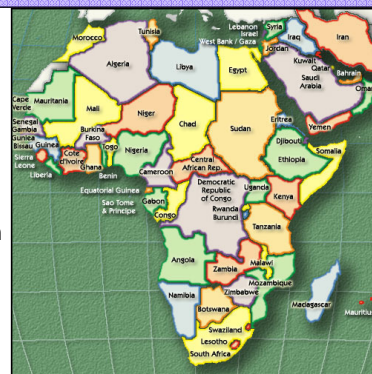 Morocco
Tunisia
Lebanon
Syria
Israel
West Bank / Gaza
Iraq
Iran
Jordan
Algeria
Libya
Egypt
Kuwait
Qatar
Bahrain
Saudi
Arabia
Oman
Cape
Verde
Mauritania
Mali
Niger
Chad
Sudan
Eritrea
Yemen
Senegal
Gambia
Guinea
Bissau
Guinea
Burkina
Faso
Djibouti
Sierra
Leone
Cote
d'Ivoire
Togo
Nigeria
Ethiopia
Somalia
Liberia
Ghana
Benin
Cameroon
Central
African Rep.
Equatorial Guinea
Sao Tome
& Principe
Gabon
Congo
Democratic
Republic
of Congo
Uganda
Kenya
Rwanda
Burundi
Tanzania
Angola
Zambia
Malawi
Mozambique
Zimbabwe
Namibia
Botswana
Madagascar
Mauritiu
Swaziland
Lesotho
South Africa